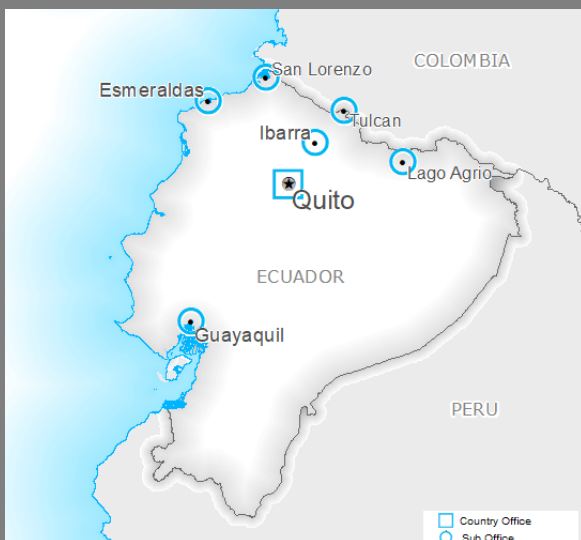 COLOMBIA
San Lorenzo
Esmeraldas
Tulcan
Ibarra
Lago Agrio
Quito
ECUADOR
Guayaquil
PERU
Country Office
Sub Office